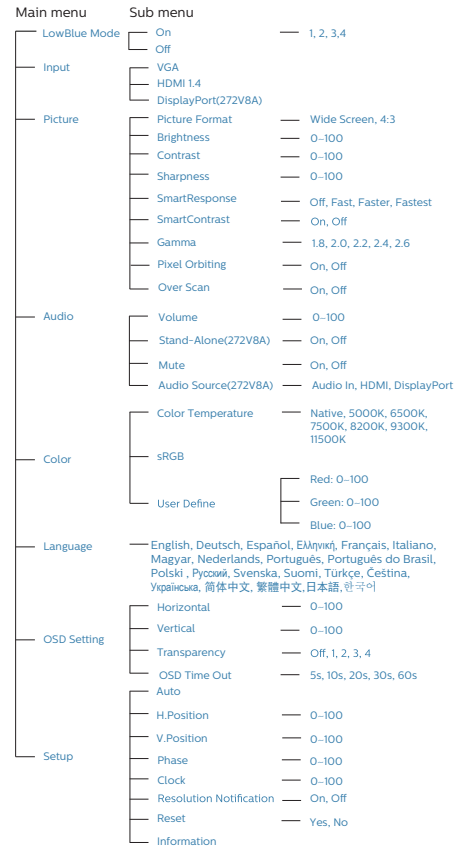 Main menu Sub menu
LowBlue Mode On 1, 2, 3,4
Off
Input VGA
HDMI 1.4
DisplayPort(272V8A)
Picture Picture Format Wide Screen, 4:3
Brightness 0–100
Contrast 0–100
Sharpness 0–100
SmartResponse Off, Fast, Faster, Fastest
SmartContrast On, Off
Gamma 1.8, 2.0, 2.2, 2.4, 2.6
Pixel Orbiting On, Off
Over Scan On, Off
Audio Volume 0–100
Stand-Alone(272V8A) On, Off
Mute On, Off
Audio Source(272V8A) Audio In, HDMI, DisplayPort
Color Temperature Native, 5000K, 6500K,
7500K, 8200K, 9300K,
11500K
Color sRGB
Red: 0–100
User Define Green: 0–100
Blue: 0–100
Language English, Deutsch, Español, Ελληνική, Français, Italiano,
Magyar, Nederlands, Português, Português do Brasil,
Polski , Русский, Svenska, Suomi, Türkçe, Čeština,
Українська, 简体中文, 繁體中文,日本語,한국어
Horizontal 0–100
Vertical 0–100
OSD Setting Transparency Off, 1, 2, 3, 4
OSD Time Out 5s, 10s, 20s, 30s, 60s
Auto
H.Position 0–100
V.Position 0–100
Setup Phase 0–100
Clock 0–100
Resolution Notification On, Off
Reset Yes, No
Information